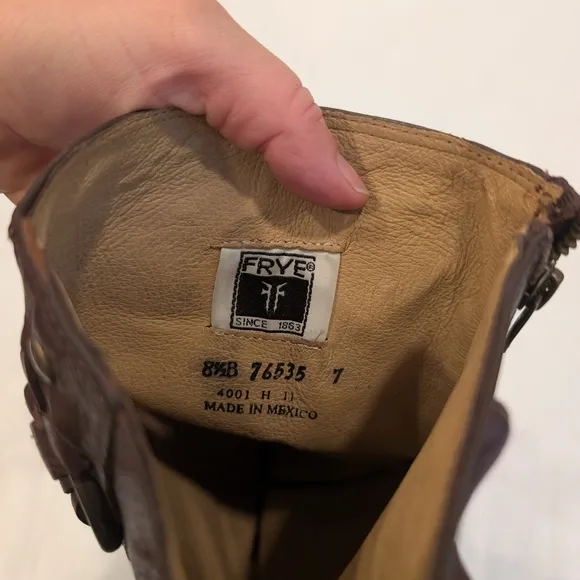 FRYE®
SINCE 1863
8½B 76535 7
4001 H 11
MADE IN MEXICO